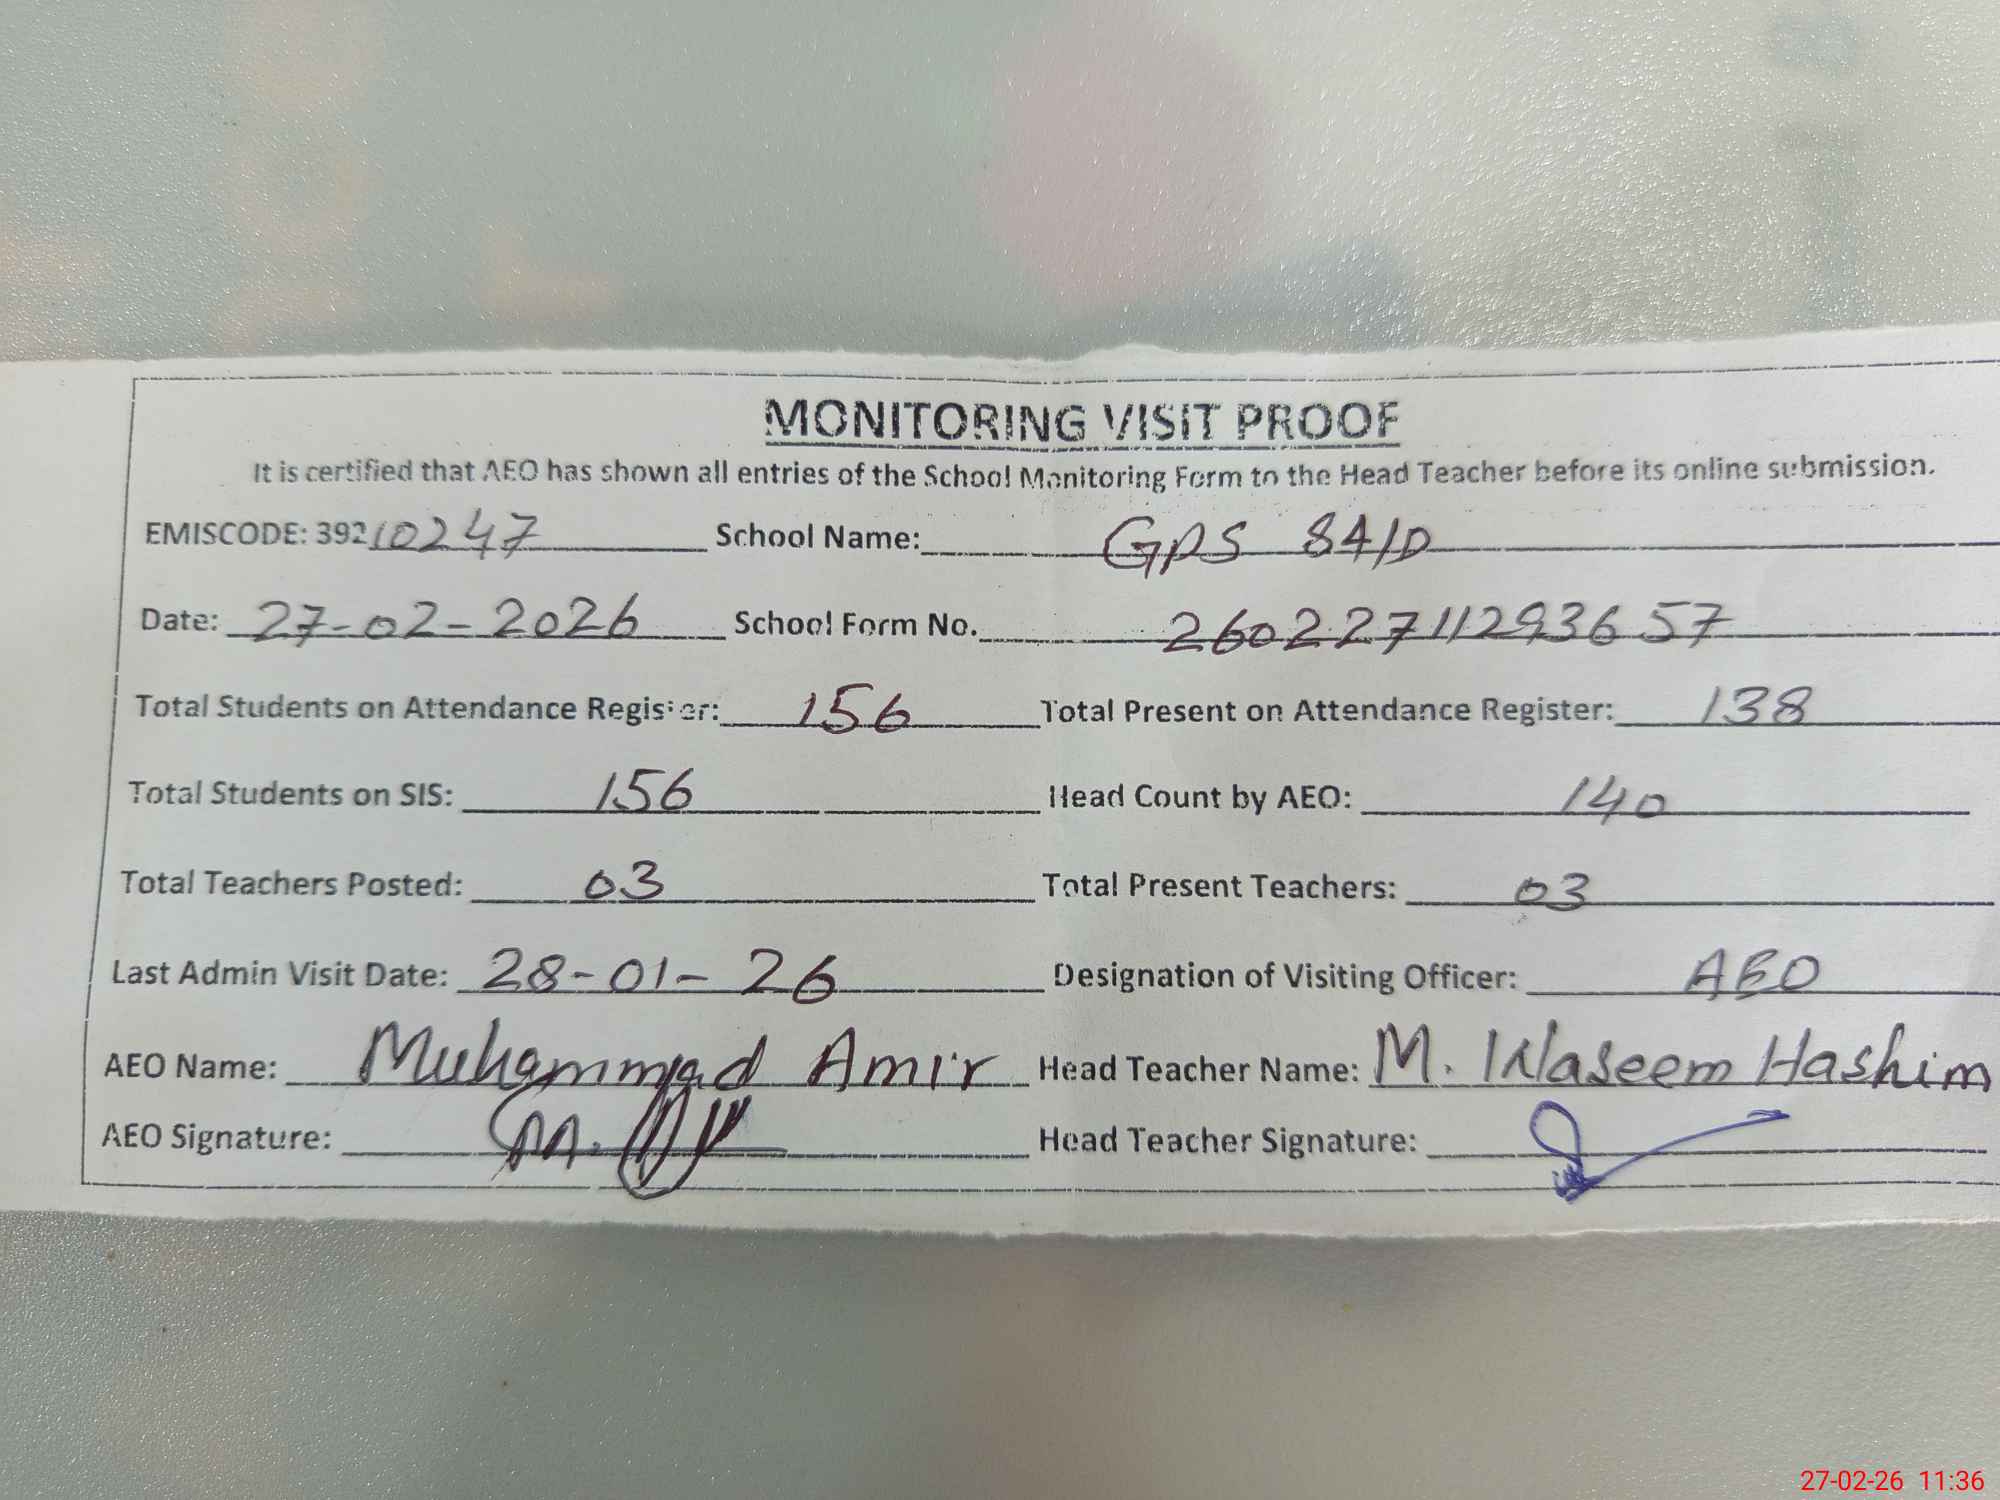 MONITORING VISIT PROOF
It is certified that AEO has shown all entries of the School Monitoring Form to the Head Teacher before its online submission.
EMISCODE: 39210247 School Name: GPS 84/D
Date: 27-02-2026 School Form No. 26022711293657
Total Students on Attendance Register: 156 Total Present on Attendance Register: 138
Total Students on SIS: 156 Head Count by AEO: 140
Total Teachers Posted: 03 Total Present Teachers: 03
Last Admin Visit Date: 28-01-26 Designation of Visiting Officer: AEO
AEO Name: Muhammad Amir Head Teacher Name: M. Waseem Hashim
AEO Signature: Head Teacher Signature:
27-02-26 11:36